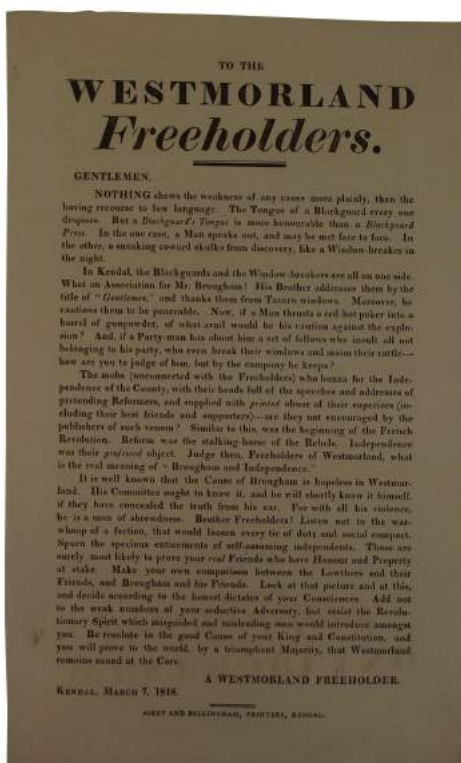 TO THE
WESTMORLAND
Freeholders.
GENTLEMEN,
NOTHING shews the weakness of any cause more plainly, than the
having recourse to low language. The Tongue of a Blackguard every one
despises. But a Blackguard's Tongue is more honourable than a Blackguard
Press. In the one case, a Man speaks out, and may be met face to face. In
the other, a sneaking coward skulks from discovery, like a Window-breaker in
the night.
In Kendal, the Blackguards and the Window-breakers are all on one side.
What an Association for Mr. Brougham! His Brother addresses them by the
title of "Gentlemen," and thanks them from Tavern windows. Moreover, he
cautions them to be peaceable. Now, if a Man thrusts a red-hot poker into a
barrel of gunpowder, of what avail would be his caution against the explo-
sion? And, if a Party-man has about him a set of fellows who insult all not
belonging to his party, who even break their windows and maim their cattle--
how are you to judge of him, but by the company he keeps?
The mobs (unconnected with the Freeholders) who huzza for the Inde-
pendence of the County, with their heads full of the speeches and addresses of
pretending Reformers, and supplied with printed abuse of their superiors (in-
cluding their best friends and supporters),--are they not encouraged by the
publishers of such venom? Similar to this, was the beginning of the French
Revolution. Reform was the stalking-horse of the Rebels. Independence
was their professed object. Judge then, Freeholders of Westmorland, what
is the real meaning of "Brougham and Independence."
It is well known that the Cause of Brougham is hopeless in Westmor-
land. His Committee ought to know it, and he will shortly know it himself,
if they have concealed the truth from his ear. For with all his violence,
he is a man of shrewdness. Brother Freeholders! Listen not to the war-
whoop of a faction, that would loosen every tie of duty and social compact.
Spurn the specious enticements of self-assuming independents. Those are
surely most likely to prove your real Friends who have Honour and Property
at stake. Make your own comparison between the Lowthers and their
Friends, and Brougham and his Friends. Look at that picture and at this,
and decide according to the honest dictates of your Consciences. Add not
to the weak numbers of your seductive Adversary, but resist the Revolu-
tionary Spirit which misguided and misleading men would introduce amongst
you. Be resolute in the good Cause of your King and Constitution, and
you will prove to the world, by a triumphant Majority, that Westmorland
remains sound at the Core.
A WESTMORLAND FREEHOLDER.
KENDAL, MARCH 7, 1818.
AIREY AND BELLINGHAM, PRINTERS, KENDAL.